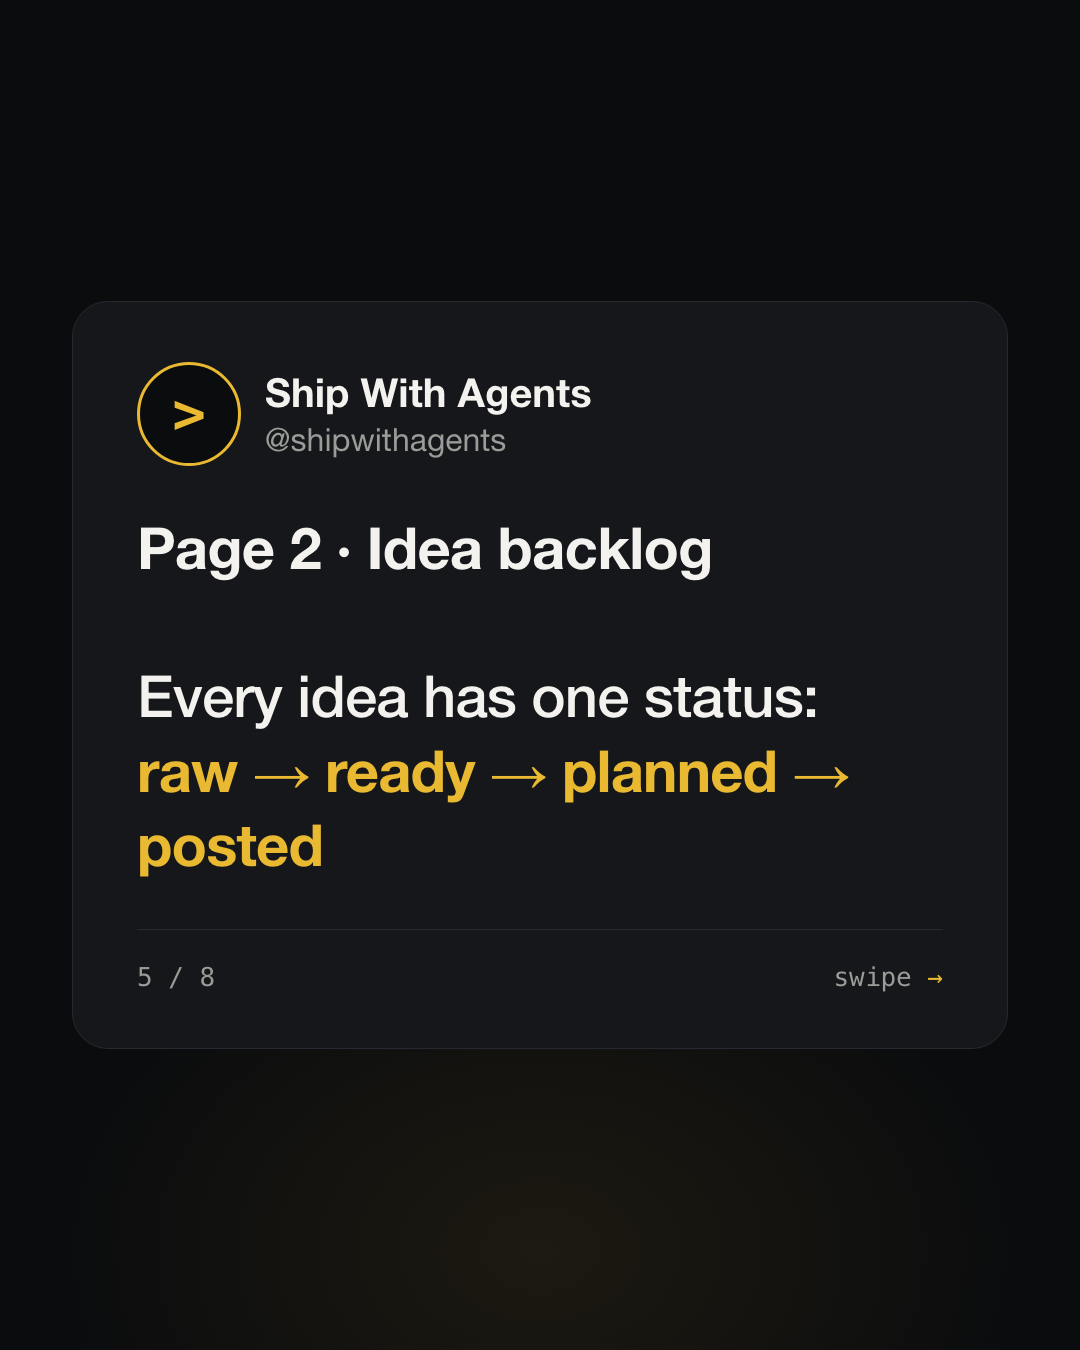 >
Ship With Agents
@shipwithagents
Page 2 · Idea backlog
Every idea has one status:
raw → ready → planned →
posted
5 / 8
swipe →